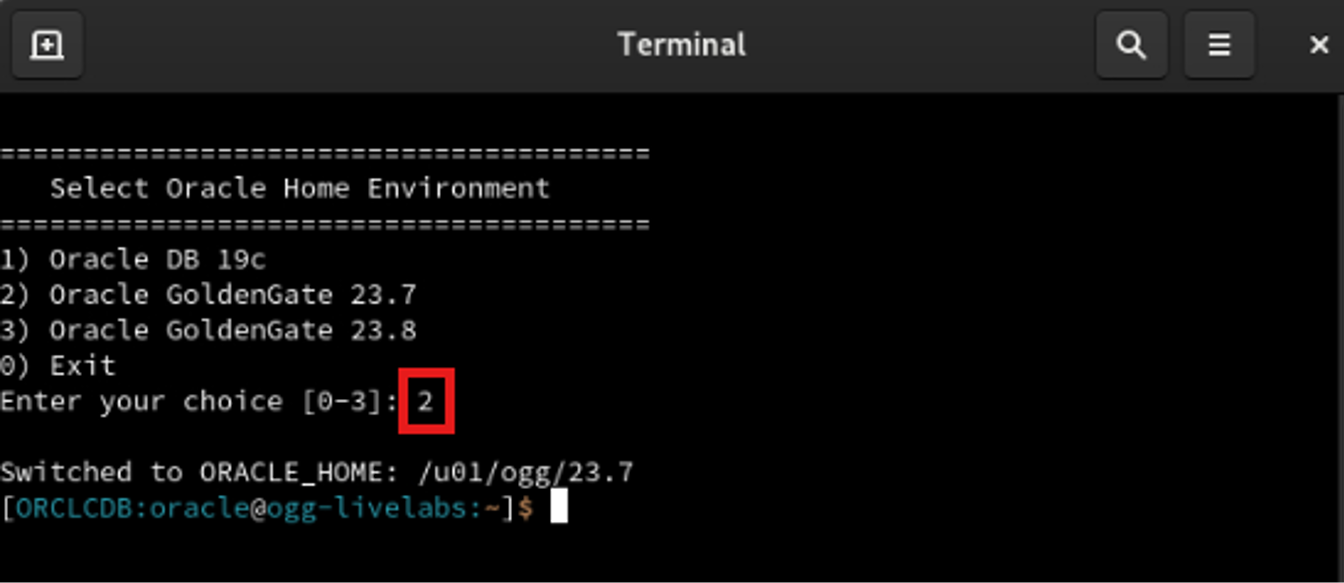 Terminal
=======================================
Select Oracle Home Environment
=======================================
1) Oracle DB 19c
2) Oracle GoldenGate 23.7
3) Oracle GoldenGate 23.8
0) Exit
Enter your choice [0-3]: 2
Switched to ORACLE_HOME: /u01/ogg/23.7
[ORCLCDB:oracle@ogg-livelabs:~]$